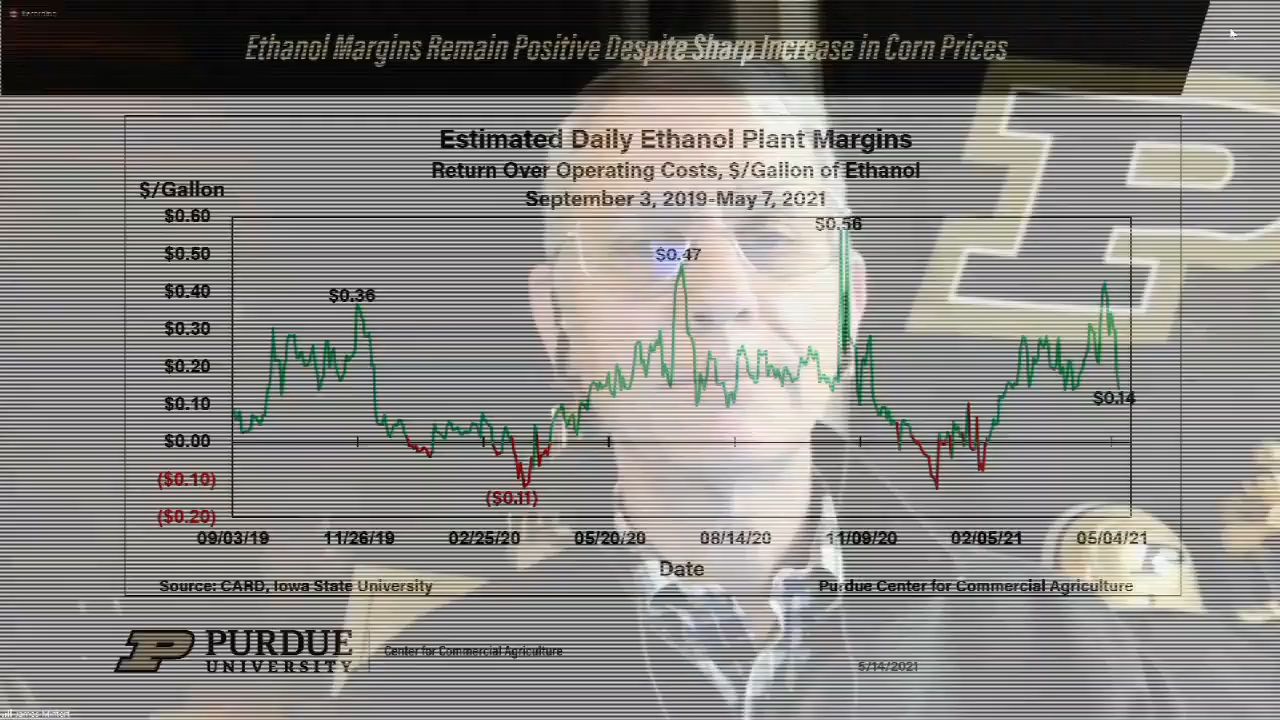 Recording
Ethanol Margins Remain Positive Despite Sharp Increase in Corn Prices
Estimated Daily Ethanol Plant Margins
Return Over Operating Costs, $/Gallon of Ethanol
September 3, 2019-May 7, 2021
$/Gallon
$0.60
$0.56
$0.50
$0.47
$0.40
$0.36
$0.30
$0.20
$0.10
$0.14
$0.00
($0.10)
($0.11)
($0.20)
09/03/19 11/26/19 02/25/20 05/20/20 08/14/20 11/09/20 02/05/21 05/04/21
Date
Source: CARD, Iowa State University
Purdue Center for Commercial Agriculture
P
PURDUE
UNIVERSITY
Center for Commercial Agriculture
5/14/2021
James Mintert